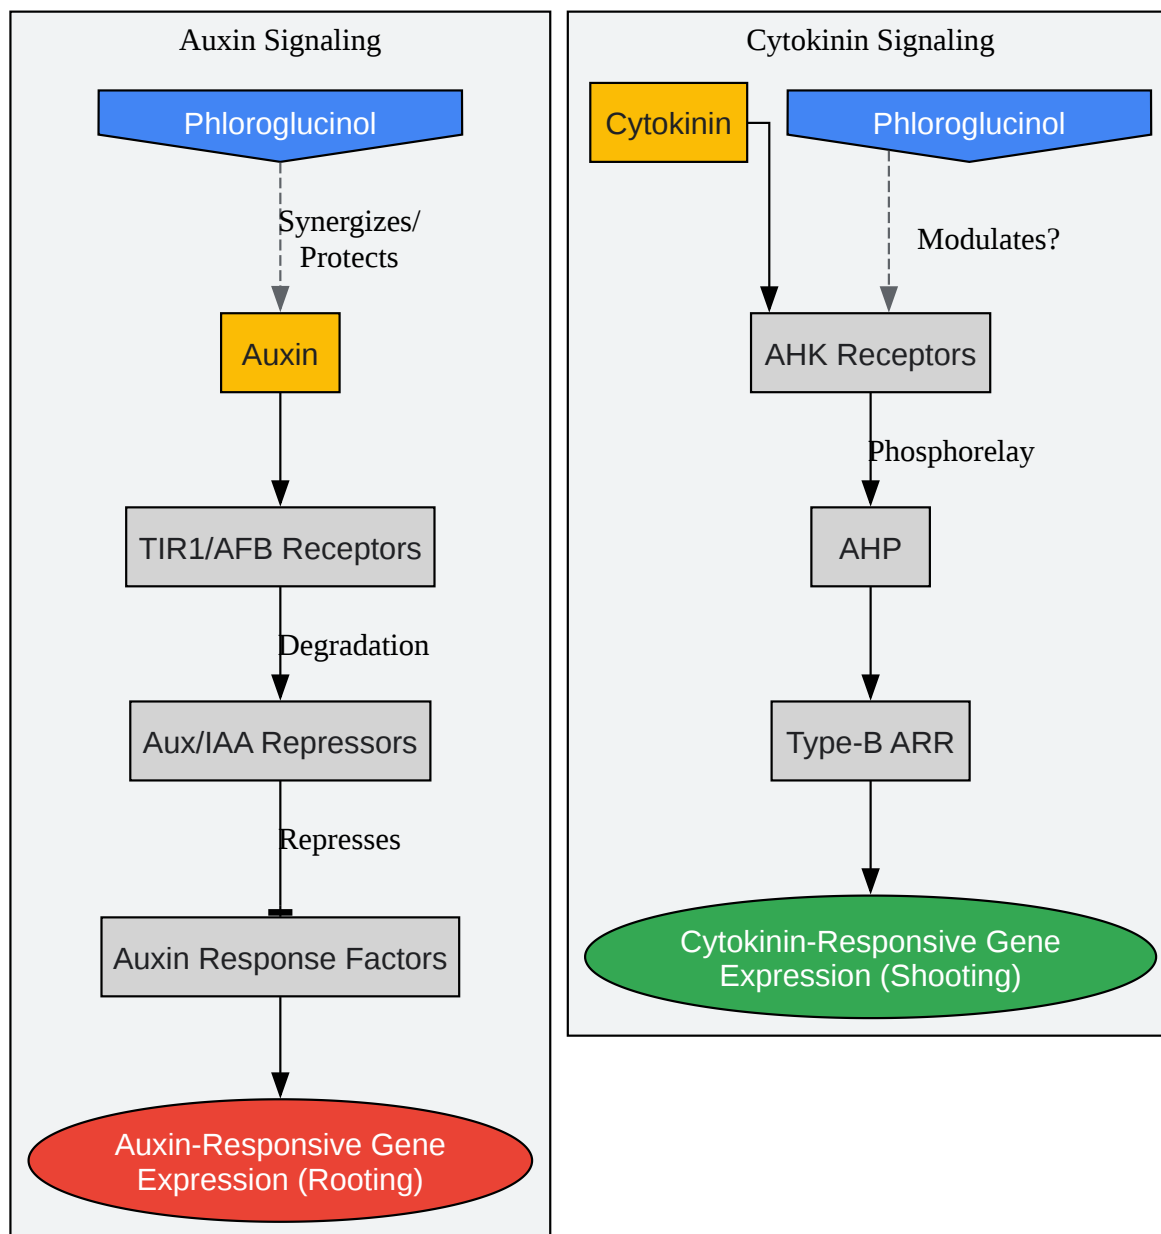 Auxin Signaling
Phloroglucinol
Synergizes/
Protects
Auxin
TIR1/AFB Receptors
Degradation
Aux/IAA Repressors
Represses
Auxin Response Factors
Auxin-Responsive Gene
Expression (Rooting)
Cytokinin Signaling
Cytokinin
Phloroglucinol
Modulates?
AHK Receptors
Phosphorelay
AHP
Type-B ARR
Cytokinin-Responsive Gene
Expression (Shooting)